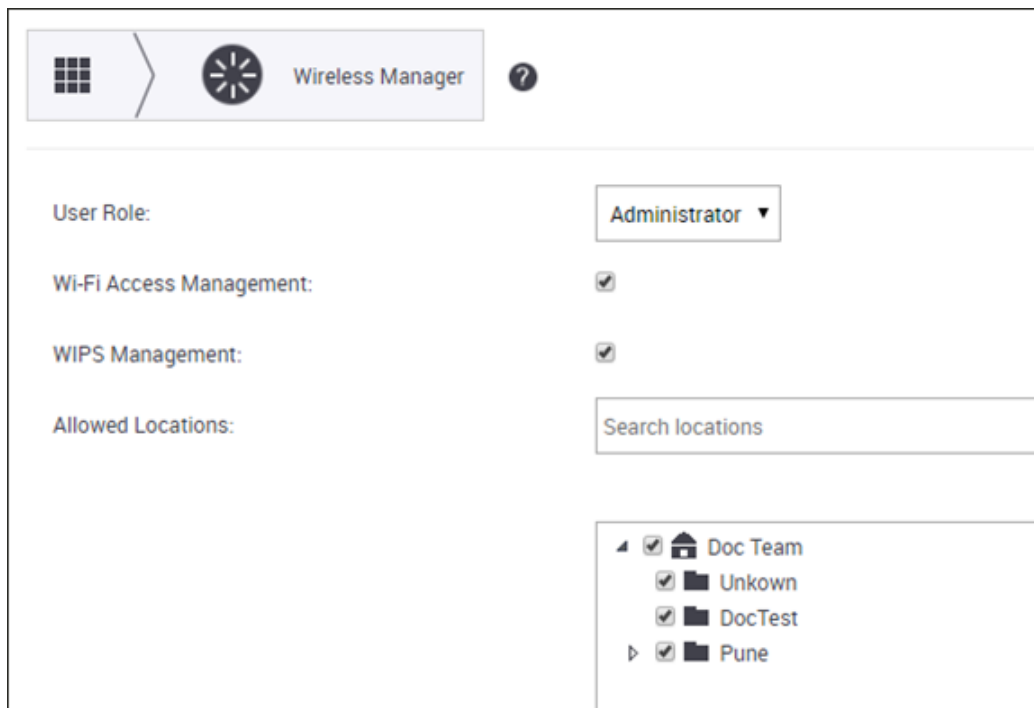 Wireless Manager ?
User Role: Administrator
Wi-Fi Access Management:
WIPS Management:
Allowed Locations: Search locations
Doc Team
Unkown
DocTest
Pune